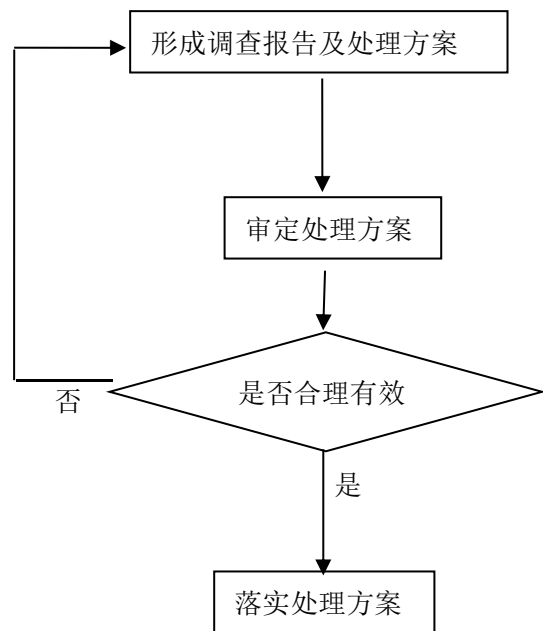 形成调查报告及处理方案
审定处理方案
是否合理有效
否
是
落实处理方案